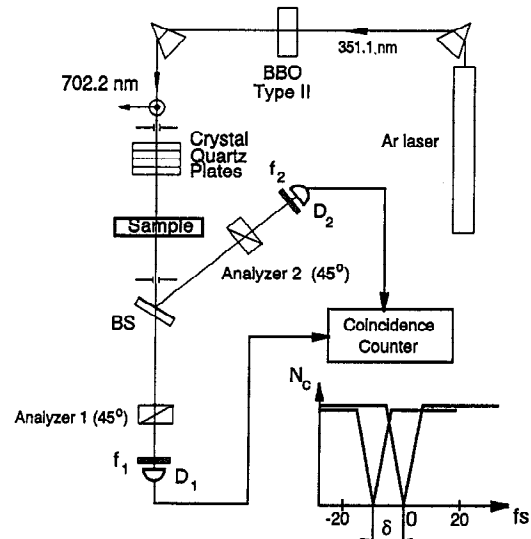 351.1 nm
BBO
Type II
702.2 nm
Ar laser
Crystal
Quartz
Plates
f2
D2
Sample
Analyzer 2 (45°)
BS
Coincidence
Counter
Nc
Analyzer 1 (45°)
f1
D1
-20
0
20
fs
δ